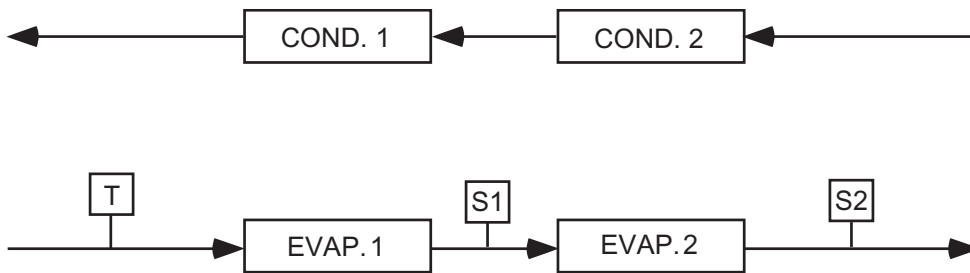 COND. 1
COND. 2
T
S1
S2
EVAP. 1
EVAP. 2